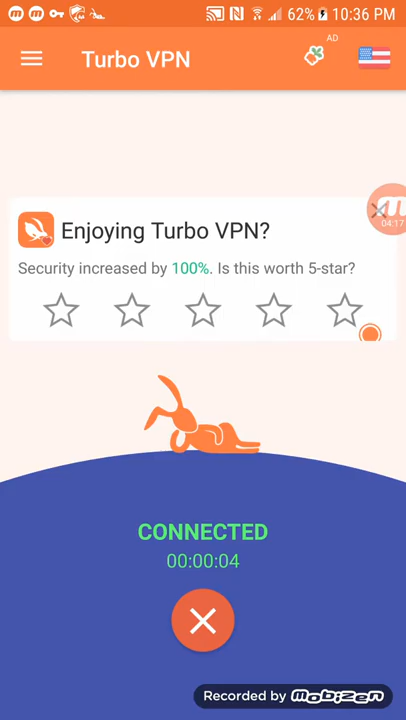 62% 10:36 PM
Turbo VPN
AD
04:17
Enjoying Turbo VPN?
Security increased by 100%. Is this worth 5-star?
CONNECTED
00:00:04
Recorded by MOBIZEN